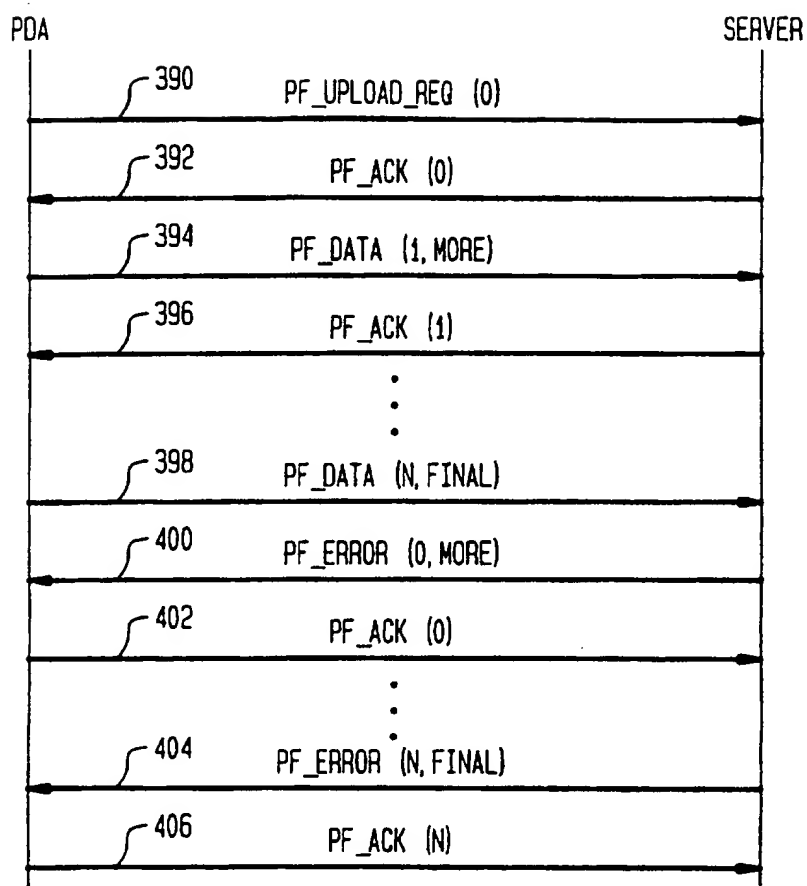 PDA SERVER
390 PF_UPLOAD_REQ (0)
392 PF_ACK (0)
394 PF_DATA (1, MORE)
396 PF_ACK (1)
398 PF_DATA (N, FINAL)
400 PF_ERROR (0, MORE)
402 PF_ACK (0)
404 PF_ERROR (N, FINAL)
406 PF_ACK (N)